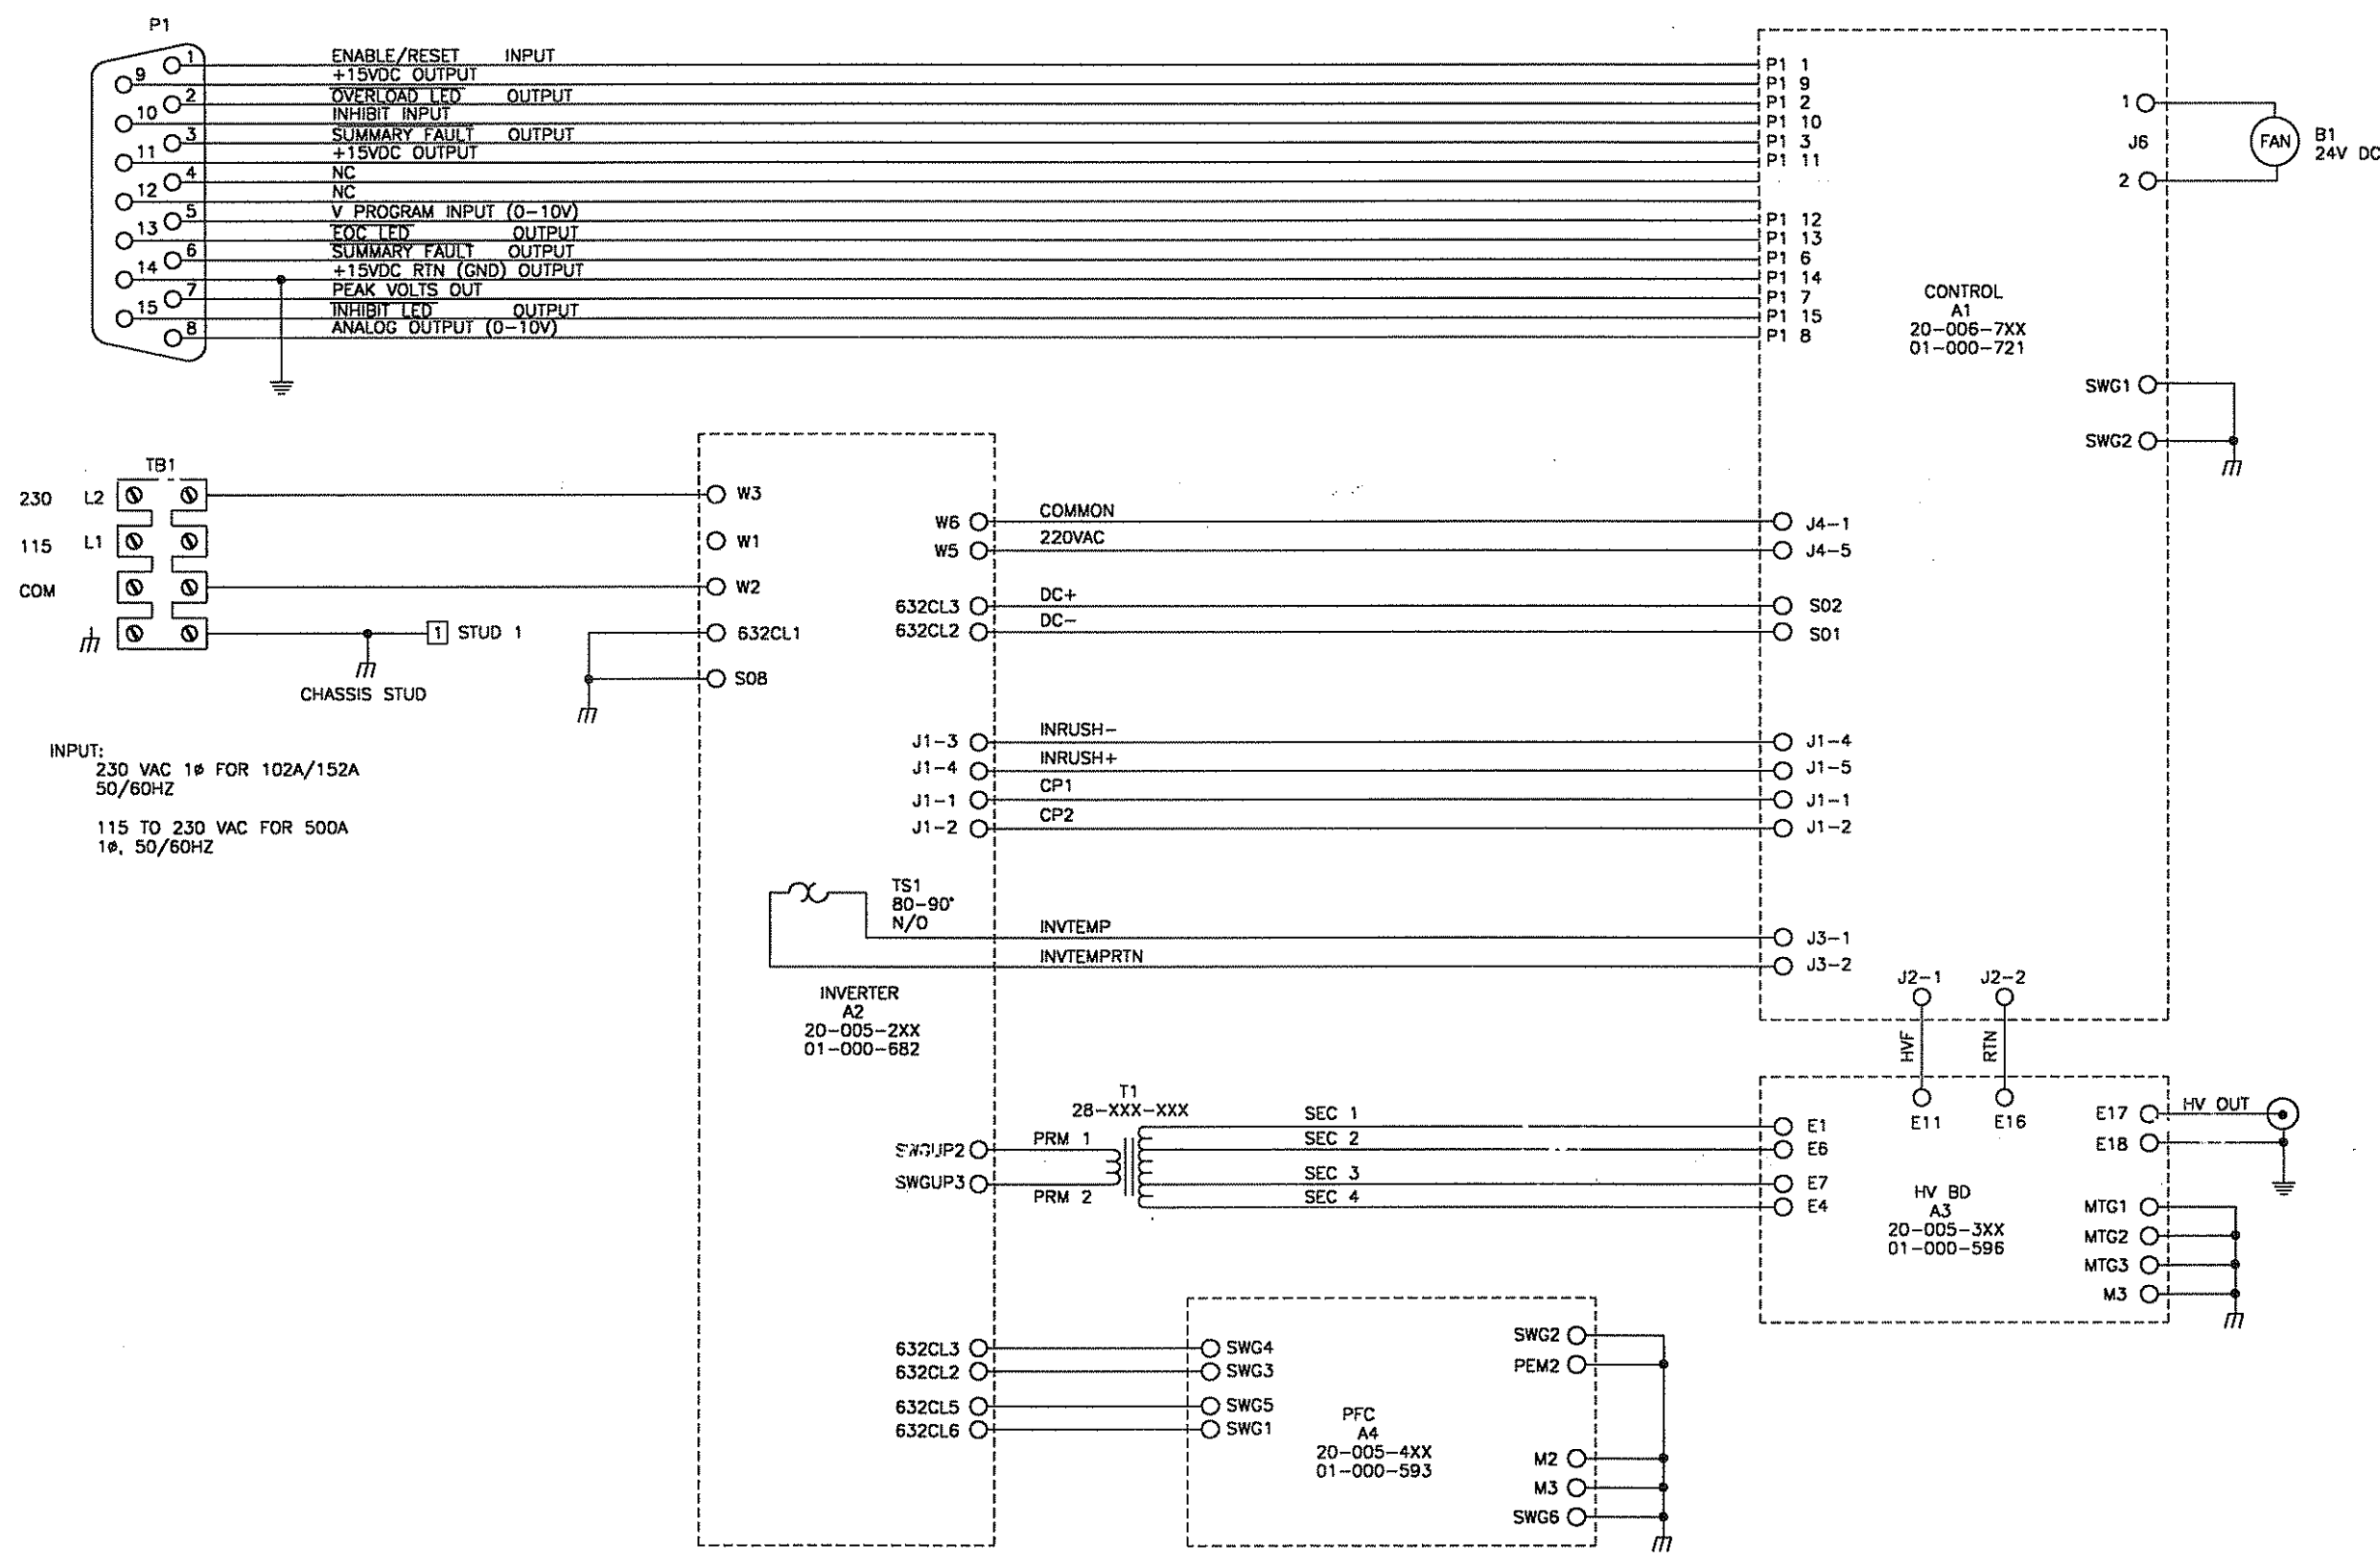 P1
1 ENABLE/RESET INPUT P1 1
9 +15VDC OUTPUT P1 9
2 OVERLOAD LED OUTPUT P1 2
10 INHIBIT INPUT P1 10
3 SUMMARY FAULT OUTPUT P1 3
11 +15VDC OUTPUT P1 11
4 NC
12 NC
5 V PROGRAM INPUT (0-10V) P1 12
13 EOC LED OUTPUT P1 13
6 SUMMARY FAULT OUTPUT P1 6
14 +15VDC RTN (GND) OUTPUT P1 14
7 PEAK VOLTS OUT P1 7
15 INHIBIT LED OUTPUT P1 15
8 ANALOG OUTPUT (0-10V) P1 8
1
J6
2
FAN
B1
24V DC
CONTROL
A1
20-006-7XX
01-000-721
SWG1
SWG2
TB1
230 L2
115 L1
COM
1 STUD 1
CHASSIS STUD
INPUT:
230 VAC 1ø FOR 102A/152A
50/60HZ
115 TO 230 VAC FOR 500A
1ø, 50/60HZ
W3
W1
W2
632CL1
SO8
W6 COMMON J4-1
W5 220VAC J4-5
632CL3 DC+ SO2
632CL2 DC- SO1
J1-3 INRUSH- J1-4
J1-4 INRUSH+ J1-5
J1-1 CP1 J1-1
J1-2 CP2 J1-2
TS1
80-90°
N/O
INVTEMP J3-1
INVTEMPRTN J3-2
INVERTER
A2
20-005-2XX
01-000-682
J2-1 J2-2
HVF RTN
E11 E16
T1
28-XXX-XXX
SWGUP2 PRM 1
SWGUP3 PRM 2
SEC 1 E1
SEC 2 E6
SEC 3 E7
SEC 4 E4
E17 HV OUT
E18
HV BD
A3
20-005-3XX
01-000-596
MTG1
MTG2
MTG3
M3
632CL3 SWG4
632CL2 SWG3
632CL5 SWG5
632CL6 SWG1
PFC
A4
20-005-4XX
01-000-593
SWG2
PEM2
M2
M3
SWG6